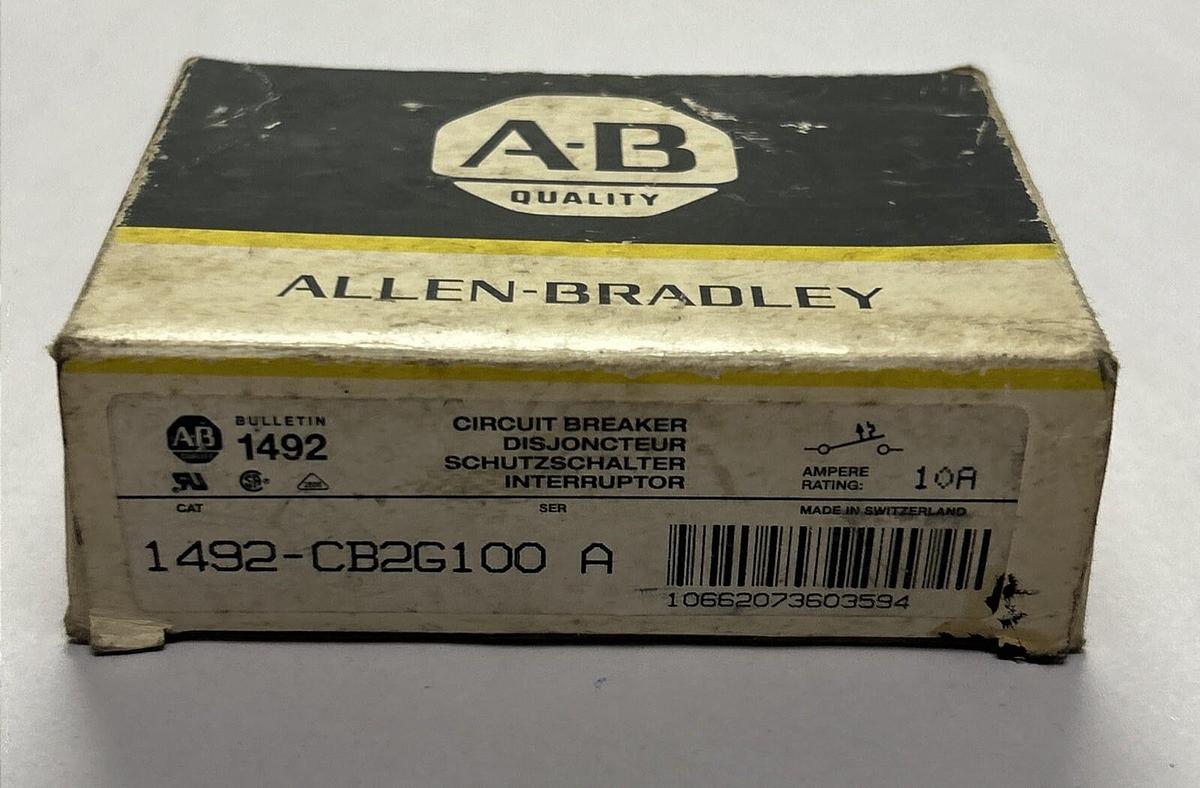 A-B
QUALITY
ALLEN-BRADLEY
A-B
BULLETIN
1492
CIRCUIT BREAKER
DISJONCTEUR
SCHUTZSCHALTER
INTERRUPTOR
AMPERE
RATING: 10A
CAT SER MADE IN SWITZERLAND
1492-CB2G100 A
10662073603594